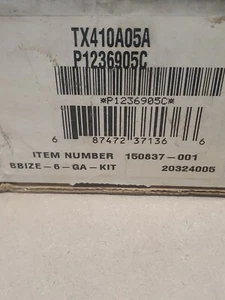 TX410A05A
P1236905C
*P1236905C*
6 87472 37136 6
ITEM NUMBER 150837-001
BBIZE-6-GA-KIT 20324005